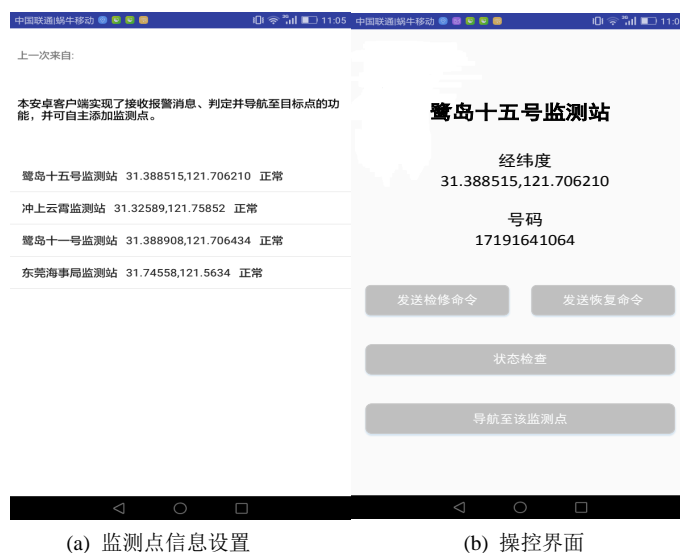 中国联通|蜗牛移动 11:05
上一次来自:
本安卓客户端实现了接收报警消息、判定并导航至目标点的功
能，并可自主添加监测点。
鹭岛十五号监测站 31.388515,121.706210 正常
冲上云霄监测站 31.32589,121.75852 正常
鹭岛十一号监测站 31.388908,121.706434 正常
东莞海事局监测站 31.74558,121.5634 正常
(a) 监测点信息设置
中国联通|蜗牛移动 11:0
鹭岛十五号监测站
经纬度
31.388515,121.706210
号码
17191641064
发送检修命令 发送恢复命令
状态检查
导航至该监测点
(b) 操控界面